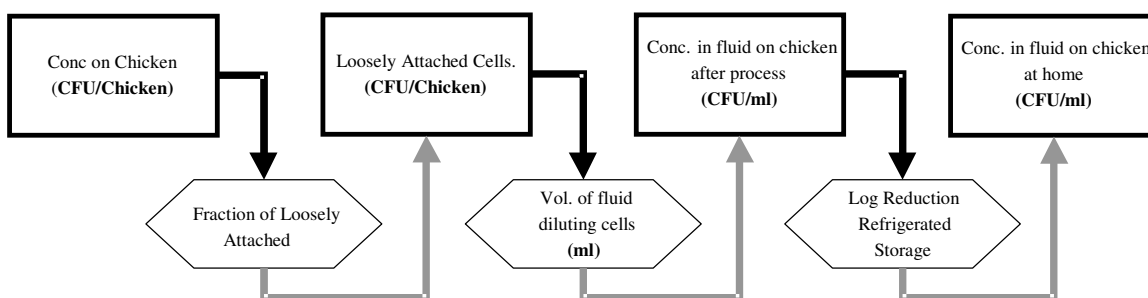 Conc on Chicken
(CFU/Chicken)
Fraction of Loosely
Attached
Loosely Attached Cells.
(CFU/Chicken)
Vol. of fluid
diluting cells
(ml)
Conc. in fluid on chicken
after process
(CFU/ml)
Log Reduction
Refrigerated
Storage
Conc. in fluid on chicken
at home
(CFU/ml)